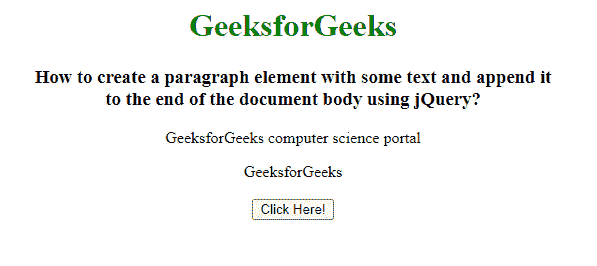 GeeksforGeeks
How to create a paragraph element with some text and append it
to the end of the document body using jQuery?
GeeksforGeeks computer science portal
GeeksforGeeks
Click Here!